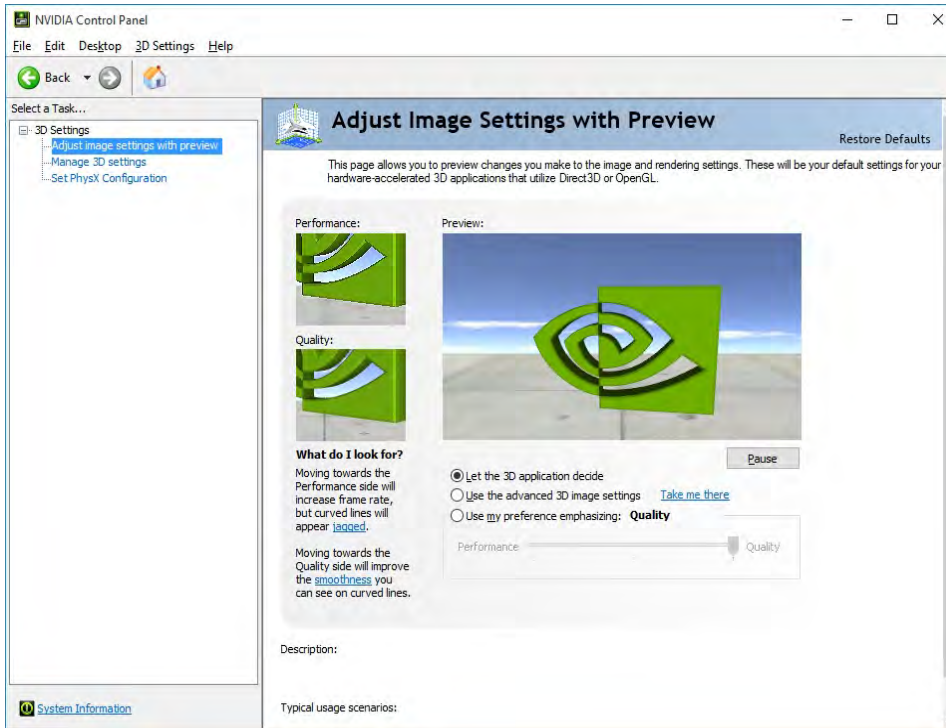 NVIDIA Control Panel
File Edit Desktop 3D Settings Help
Back
Select a Task...
3D Settings
Adjust image settings with preview
Manage 3D settings
Set PhysX Configuration
System Information
Adjust Image Settings with Preview
Restore Defaults
This page allows you to preview changes you make to the image and rendering settings. These will be your default settings for your
hardware-accelerated 3D applications that utilize Direct3D or OpenGL.
Performance:
Quality:
What do I look for?
Moving towards the
Performance side will
increase frame rate,
but curved lines will
appear jagged.
Moving towards the
Quality side will improve
the smoothness you
can see on curved lines.
Preview:
Pause
Let the 3D application decide
Use the advanced 3D image settings Take me there
Use my preference emphasizing: Quality
Performance Quality
Description:
Typical usage scenarios: